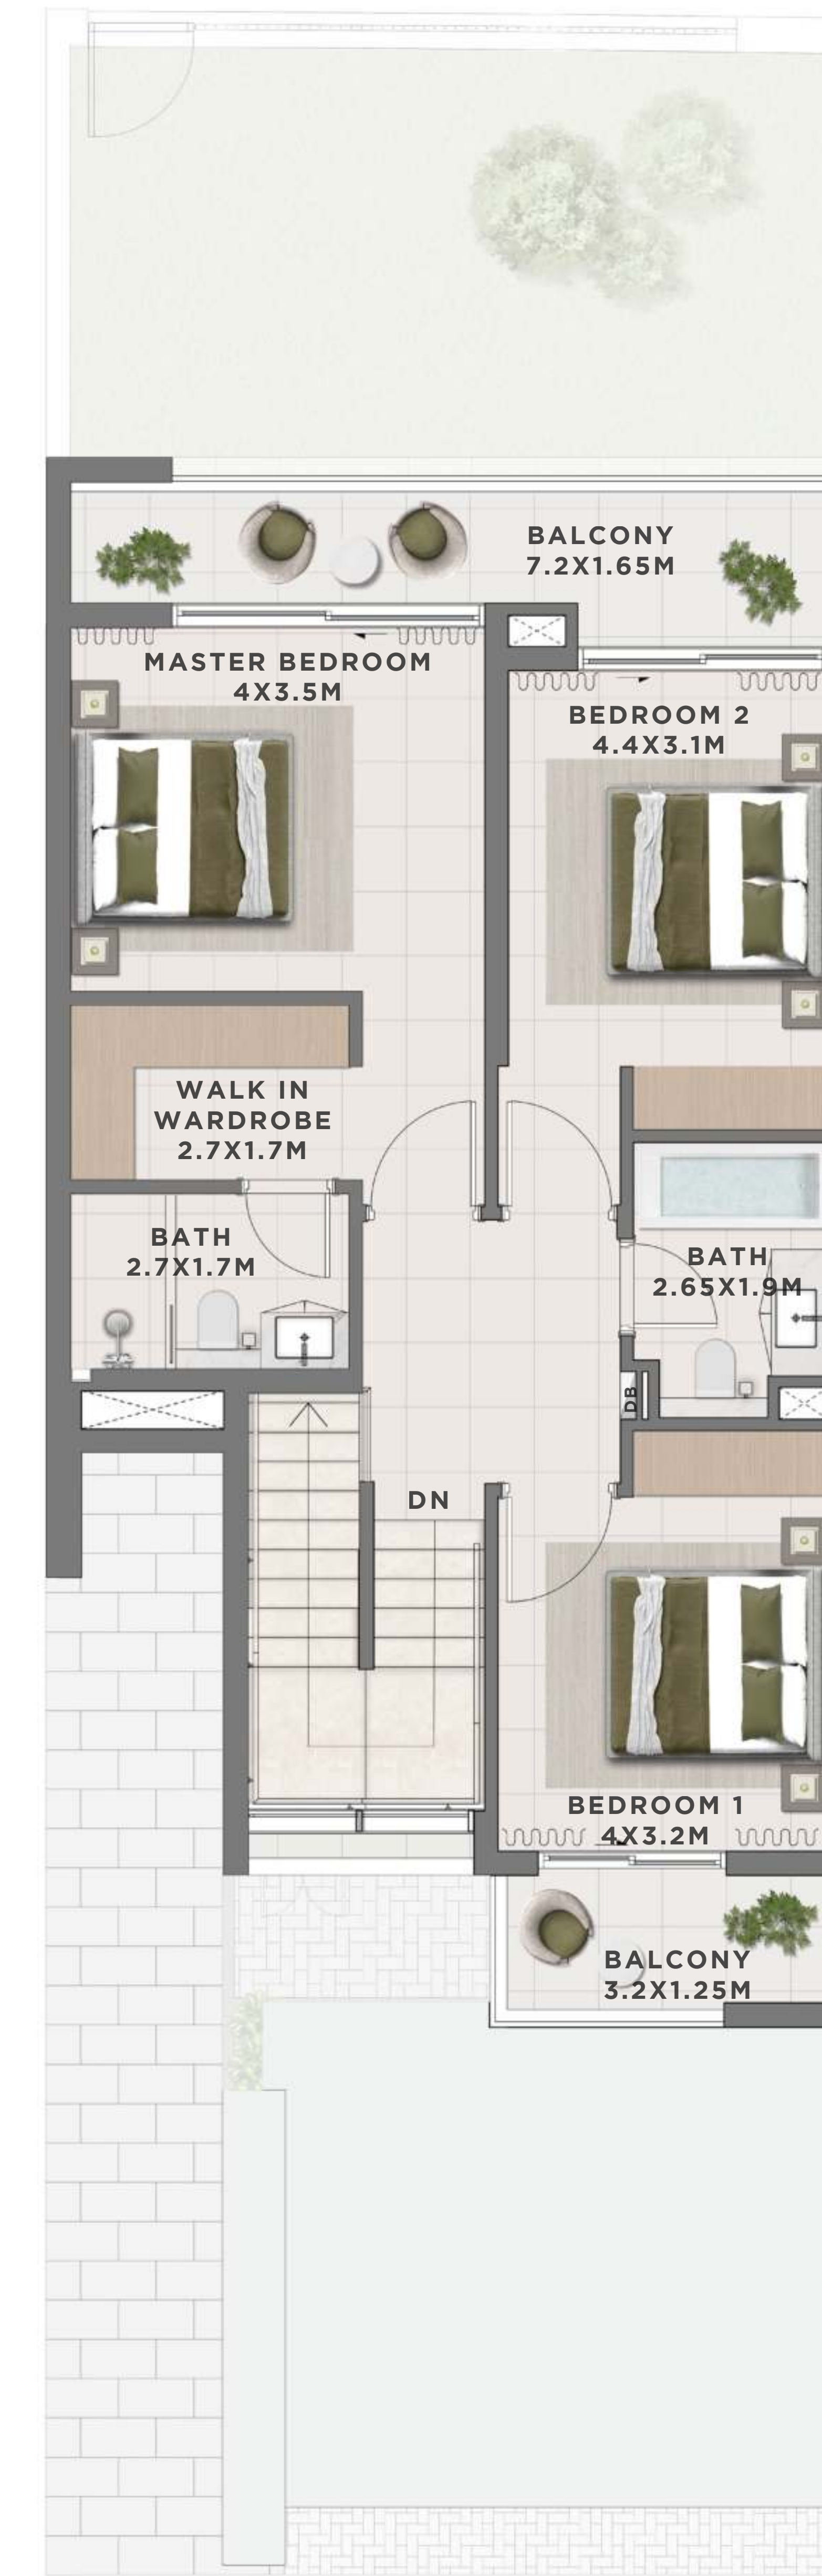 BALCONY
7.2X1.65M
MASTER BEDROOM
4X3.5M
BEDROOM 2
4.4X3.1M
WALK IN
WARDROBE
2.7X1.7M
BATH
2.7X1.7M
BATH
2.65X1.9M
DB
DN
BEDROOM 1
4X3.2M
BALCONY
3.2X1.25M